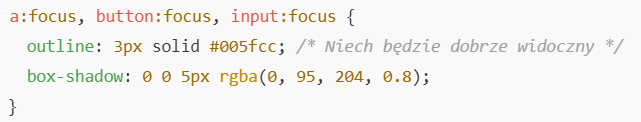 a:focus, button:focus, input:focus {
  outline: 3px solid #005fcc; /* Niech będzie dobrze widoczny */
  box-shadow: 0 0 5px rgba(0, 95, 204, 0.8);
}